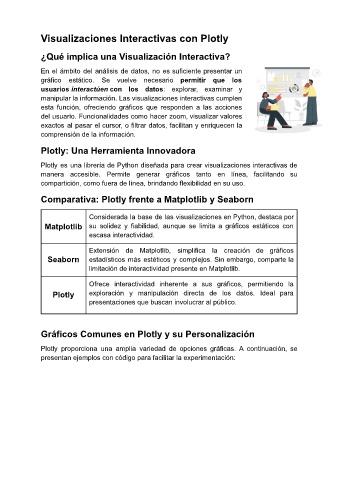 Visualizaciones Interactivas con Plotly
¿Qué implica una Visualización Interactiva?
En el ámbito del análisis de datos, no es suficiente presentar un
gráfico estático. Se vuelve necesario permitir que los
usuarios interactúen con los datos: explorar, examinar y
manipular la información. Las visualizaciones interactivas cumplen
esta función, ofreciendo gráficos que responden a las acciones
del usuario. Funcionalidades como hacer zoom, visualizar valores
exactos al pasar el cursor, o filtrar datos, facilitan y enriquecen la
comprensión de la información.
Plotly: Una Herramienta Innovadora
Plotly es una librería de Python diseñada para crear visualizaciones interactivas de
manera accesible. Permite generar gráficos tanto en línea, facilitando su
compartición, como fuera de línea, brindando flexibilidad en su uso.
Comparativa: Plotly frente a Matplotlib y Seaborn
Matplotlib
Considerada la base de las visualizaciones en Python, destaca por
su solidez y fiabilidad, aunque se limita a gráficos estáticos con
escasa interactividad.
Seaborn
Extensión de Matplotlib, simplifica la creación de gráficos
estadísticos más estéticos y complejos. Sin embargo, comparte la
limitación de interactividad presente en Matplotlib.
Plotly
Ofrece interactividad inherente a sus gráficos, permitiendo la
exploración y manipulación directa de los datos. Ideal para
presentaciones que buscan involucrar al público.
Gráficos Comunes en Plotly y su Personalización
Plotly proporciona una amplia variedad de opciones gráficas. A continuación, se
presentan ejemplos con código para facilitar la experimentación: